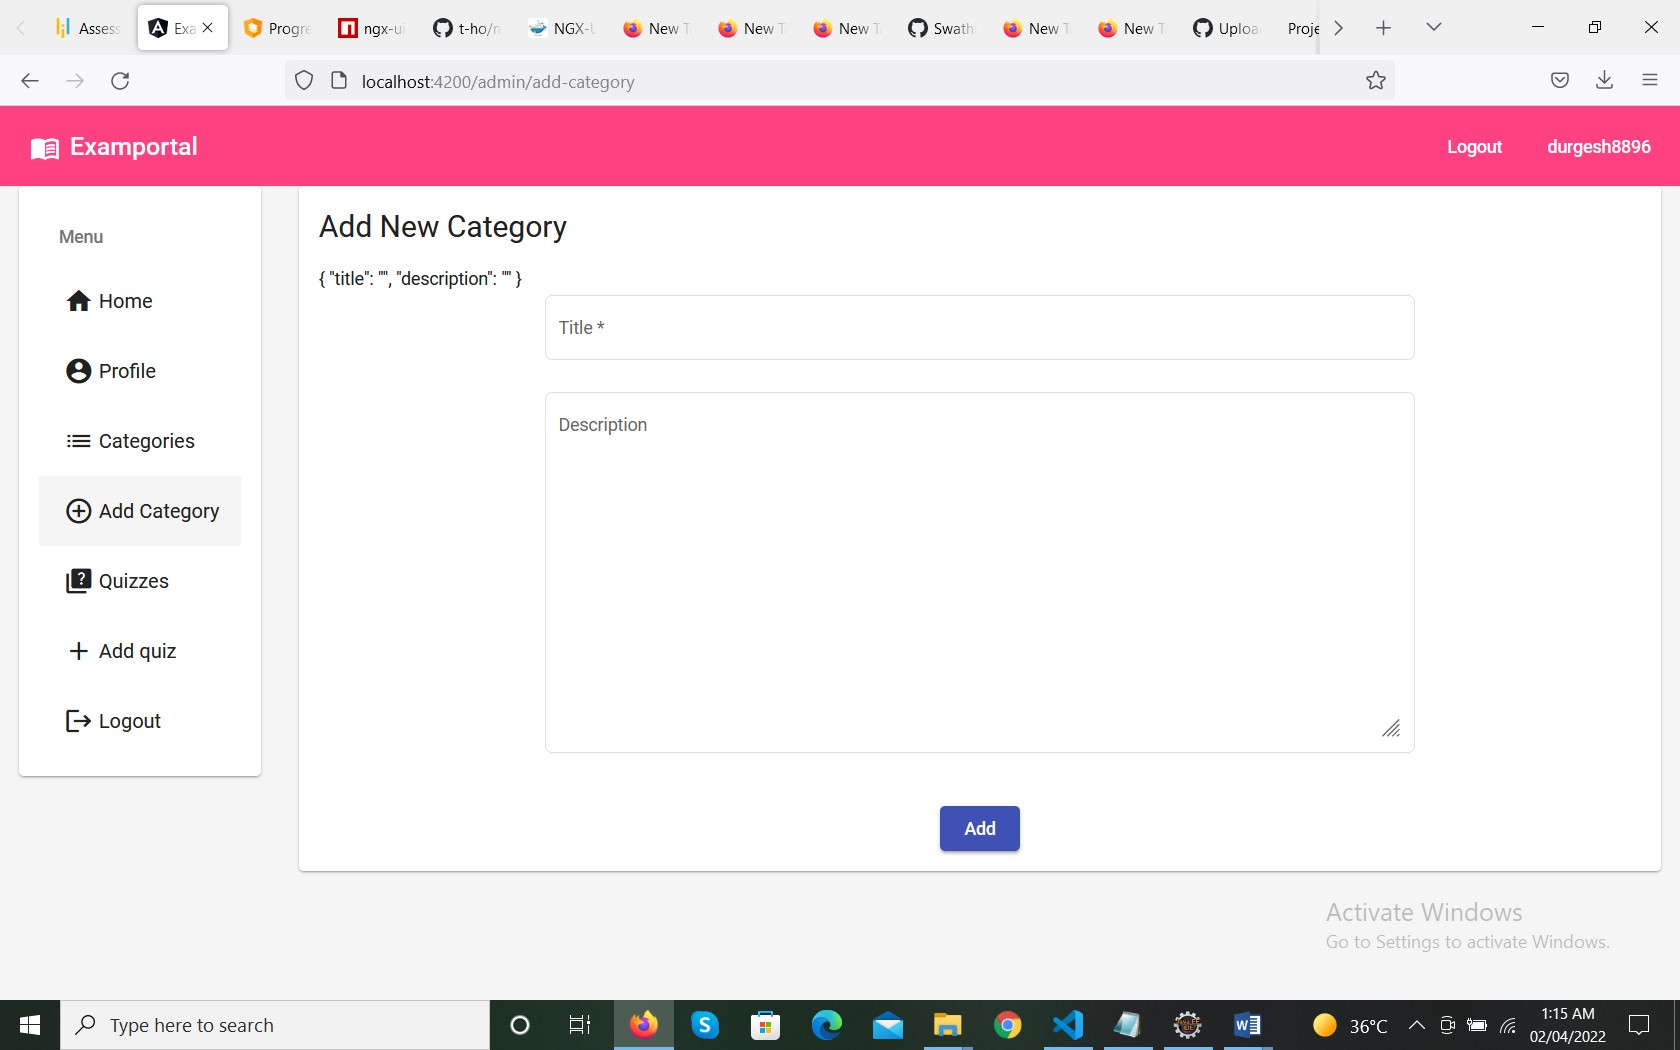 Assess
Exa
Progre
ngx-ui
t-ho/n
NGX-U
New T
New T
New T
Swath
New T
New T
Uploa
Proje
localhost:4200/admin/add-category
Examportal
Logout
durgesh8896
Menu
Home
Profile
Categories
Add Category
Quizzes
Add quiz
Logout
Add New Category
{ "title": "", "description": "" }
Title *
Description
Add
Activate Windows
Go to Settings to activate Windows.
Type here to search
36°C
1:15 AM
02/04/2022